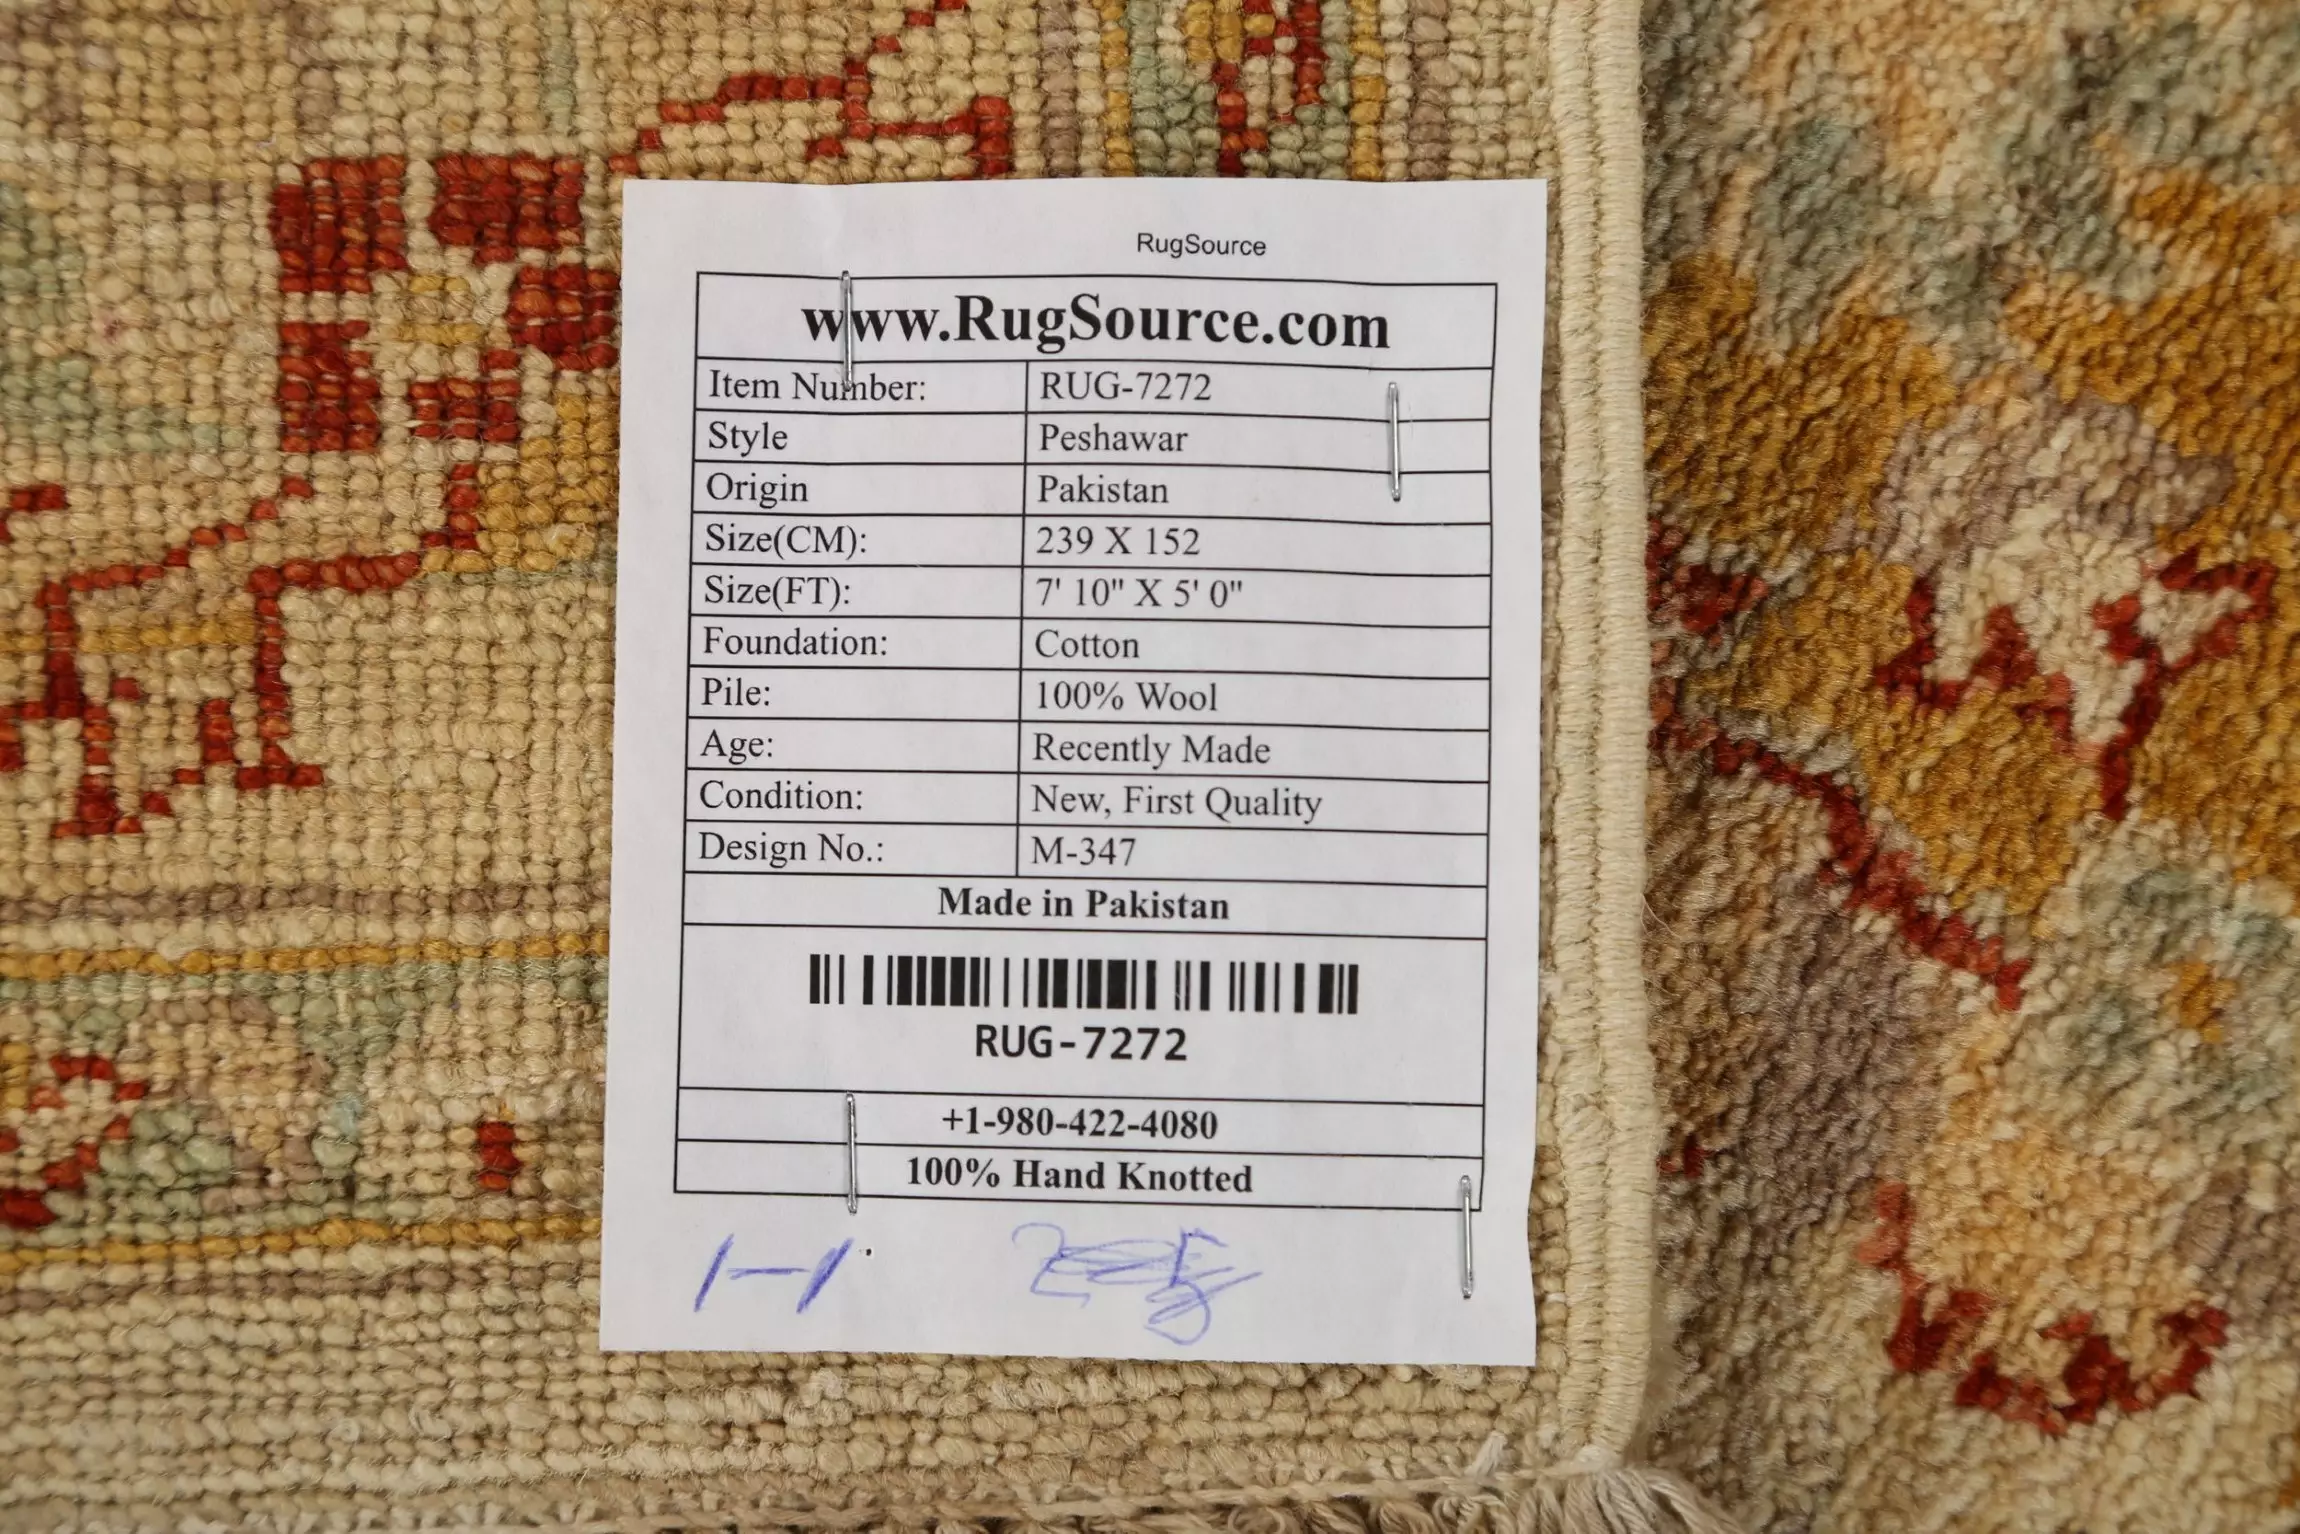 RugSource
www.RugSource.com
Item Number: RUG-7272
Style Peshawar
Origin Pakistan
Size(CM): 239 X 152
Size(FT): 7' 10" X 5' 0"
Foundation: Cotton
Pile: 100% Wool
Age: Recently Made
Condition: New, First Quality
Design No.: M-347
Made in Pakistan
RUG-7272
+1-980-422-4080
100% Hand Knotted
1-1